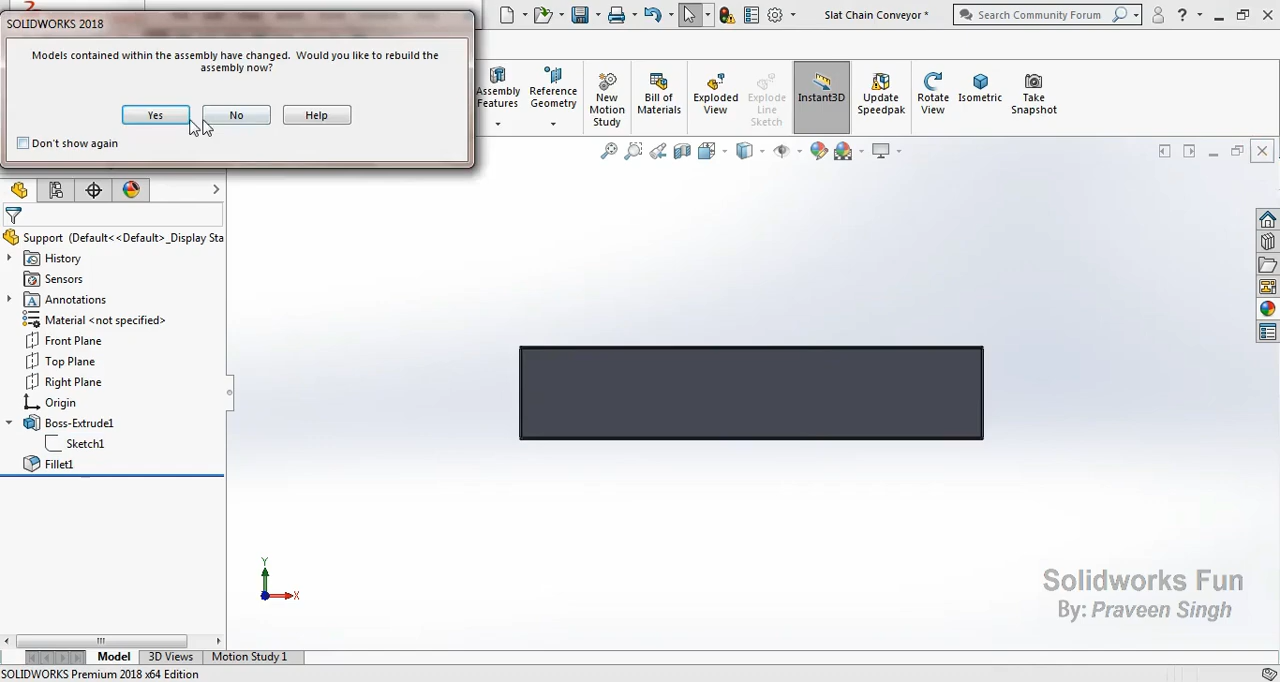 SOLIDWORKS 2018
Models contained within the assembly have changed. Would you like to rebuild the
assembly now?
Yes
No
Help
Don't show again
Slat Chain Conveyor *
Search Community Forum
?
Assembly
Features
Reference
Geometry
New
Motion
Study
Bill of
Materials
Exploded
View
Explode
Line
Sketch
Instant3D
Update
Speedpak
Rotate
View
Isometric
Take
Snapshot
Support (Default<<Default>_Display Sta
History
Sensors
A
Annotations
Material <not specified>
Front Plane
Top Plane
Right Plane
Origin
Boss-Extrude1
Sketch1
Fillet1
Y
X
Solidworks Fun
By: Praveen Singh
Model
3D Views
Motion Study 1
SOLIDWORKS Premium 2018 x64 Edition